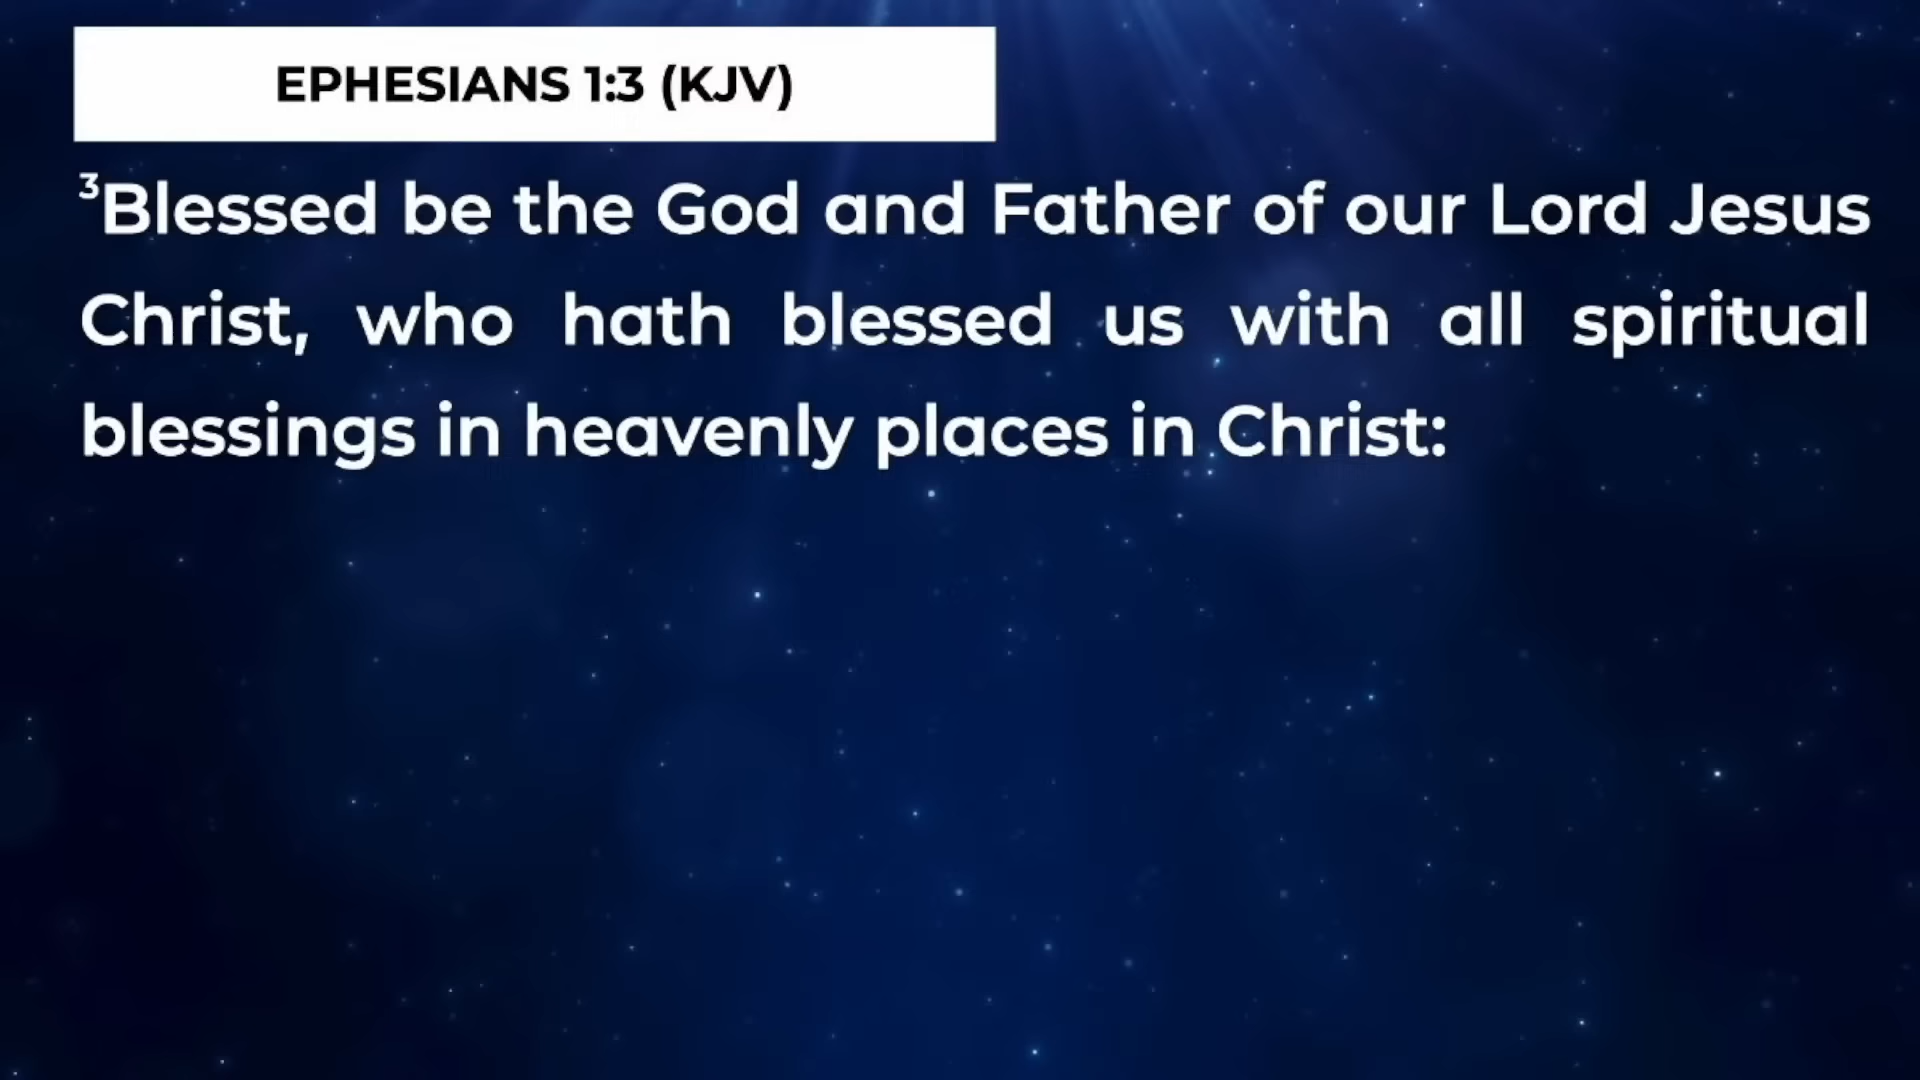 EPHESIANS 1:3 (KJV)
³Blessed be the God and Father of our Lord Jesus
Christ, who hath blessed us with all spiritual
blessings in heavenly places in Christ: